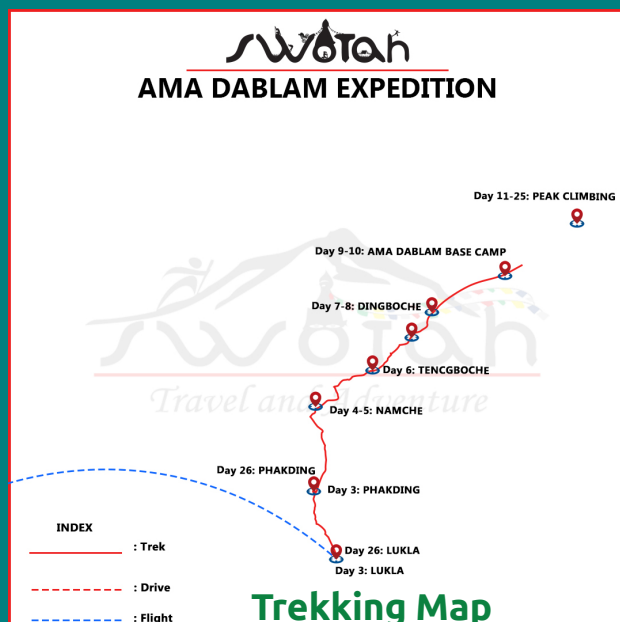 swotah
AMA DABLAM EXPEDITION
Day 11-25: PEAK CLIMBING
Day 9-10: AMA DABLAM BASE CAMP
Day 7-8: DINGBOCHE
swotah
Day 6: TENCGBOCHE
Travel and Adventure
Day 4-5: NAMCHE
Day 26: PHAKDING
Day 3: PHAKDING
INDEX
: Trek
Day 26: LUKLA
Day 3: LUKLA
: Drive
Trekking Map
: Flight